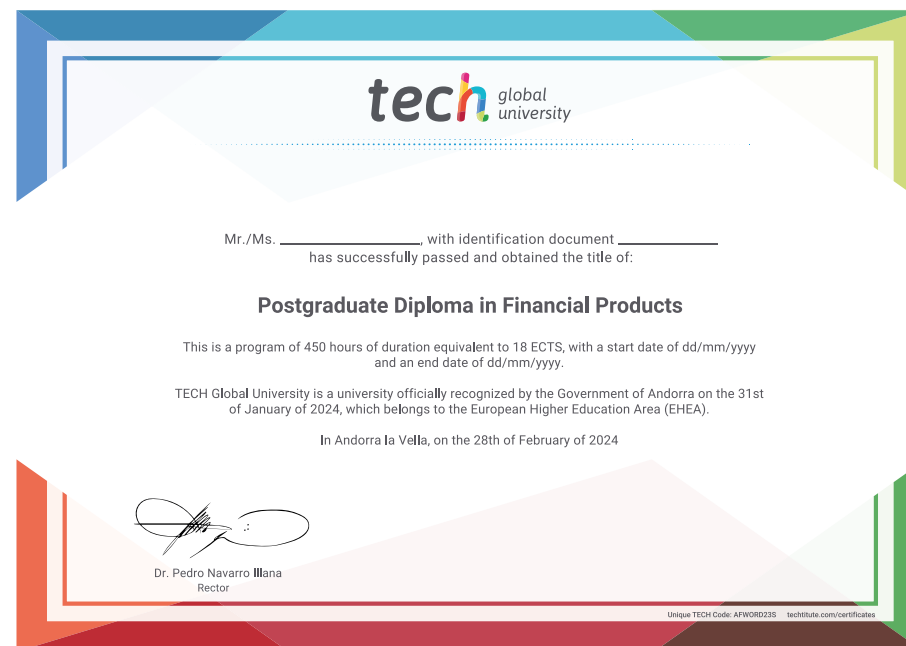 tech global university
Mr./Ms. ____________________, with identification document ______________
has successfully passed and obtained the title of:
Postgraduate Diploma in Financial Products
This is a program of 450 hours of duration equivalent to 18 ECTS, with a start date of dd/mm/yyyy
and an end date of dd/mm/yyyy.
TECH Global University is a university officially recognized by the Government of Andorra on the 31st
of January of 2024, which belongs to the European Higher Education Area (EHEA).
In Andorra la Vella, on the 28th of February of 2024
Dr. Pedro Navarro Illana
Rector
Unique TECH Code: AFWORD23S techtitute.com/certificates